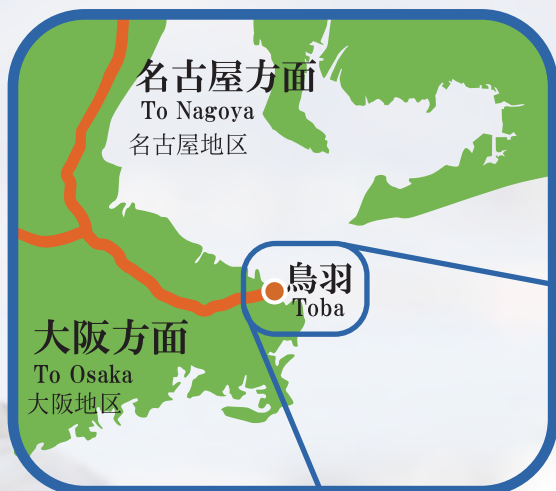 名古屋方面
To Nagoya
名古屋地区
鳥羽
Toba
大阪方面
To Osaka
大阪地区